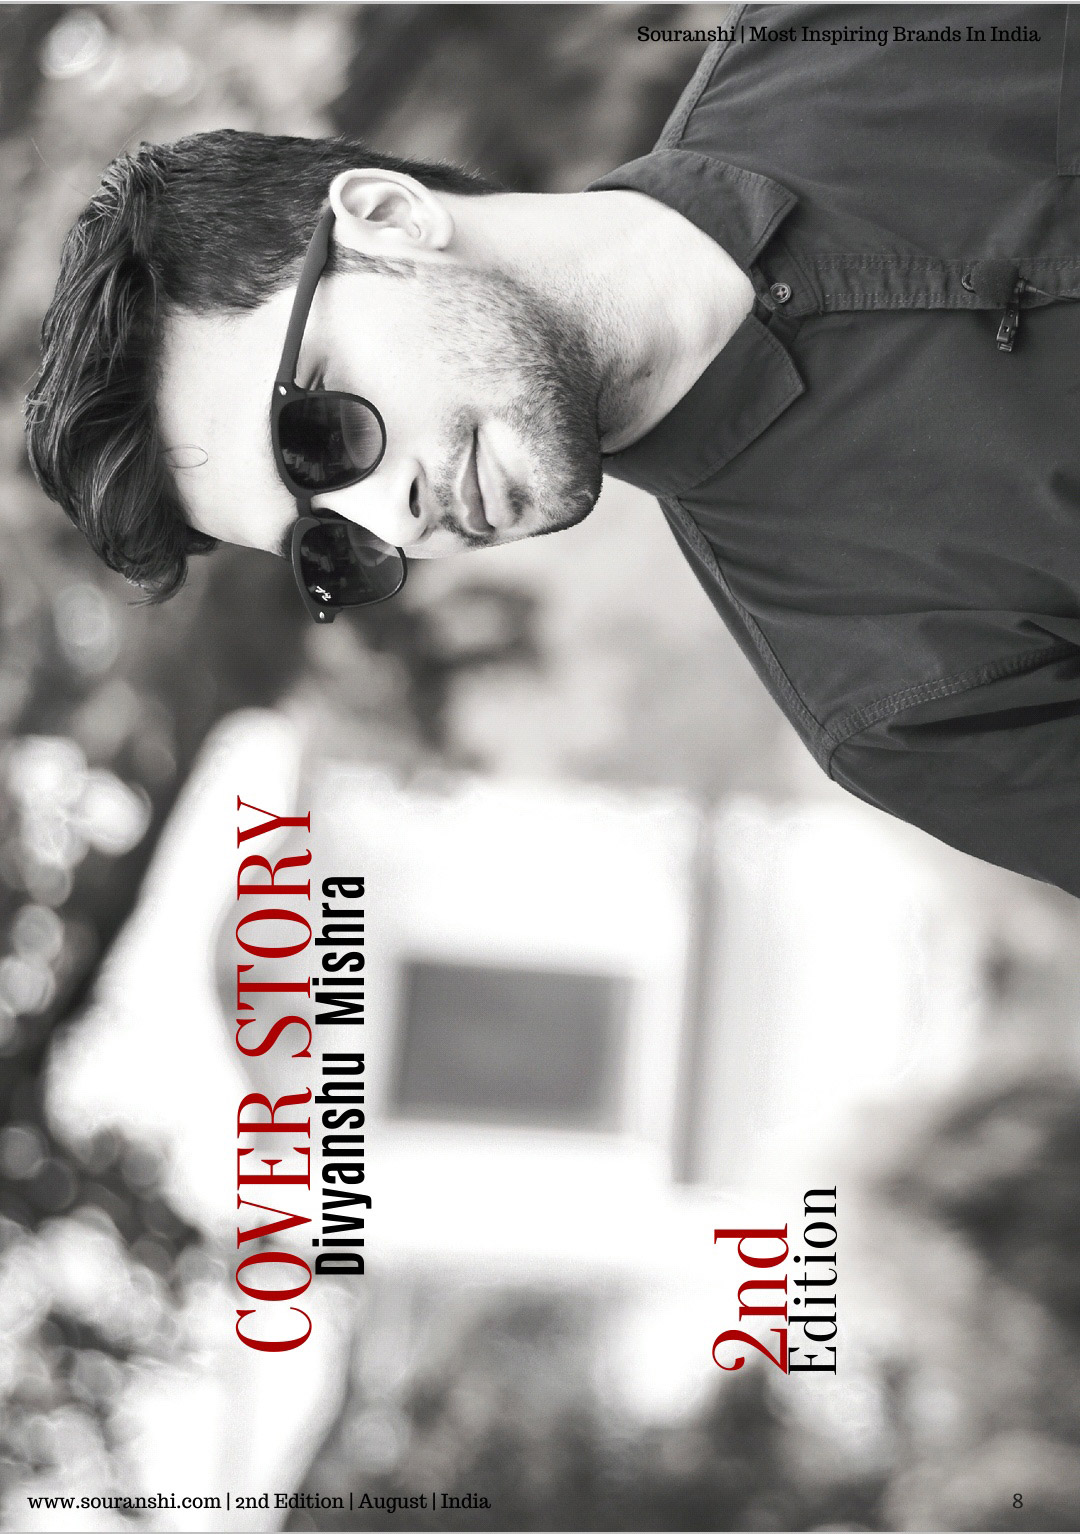 Souranshi | Most Inspiring Brands In India
COVER STORY
Divyanshu Mishra
2nd
Edition
www.souranshi.com | 2nd Edition | August | India
8